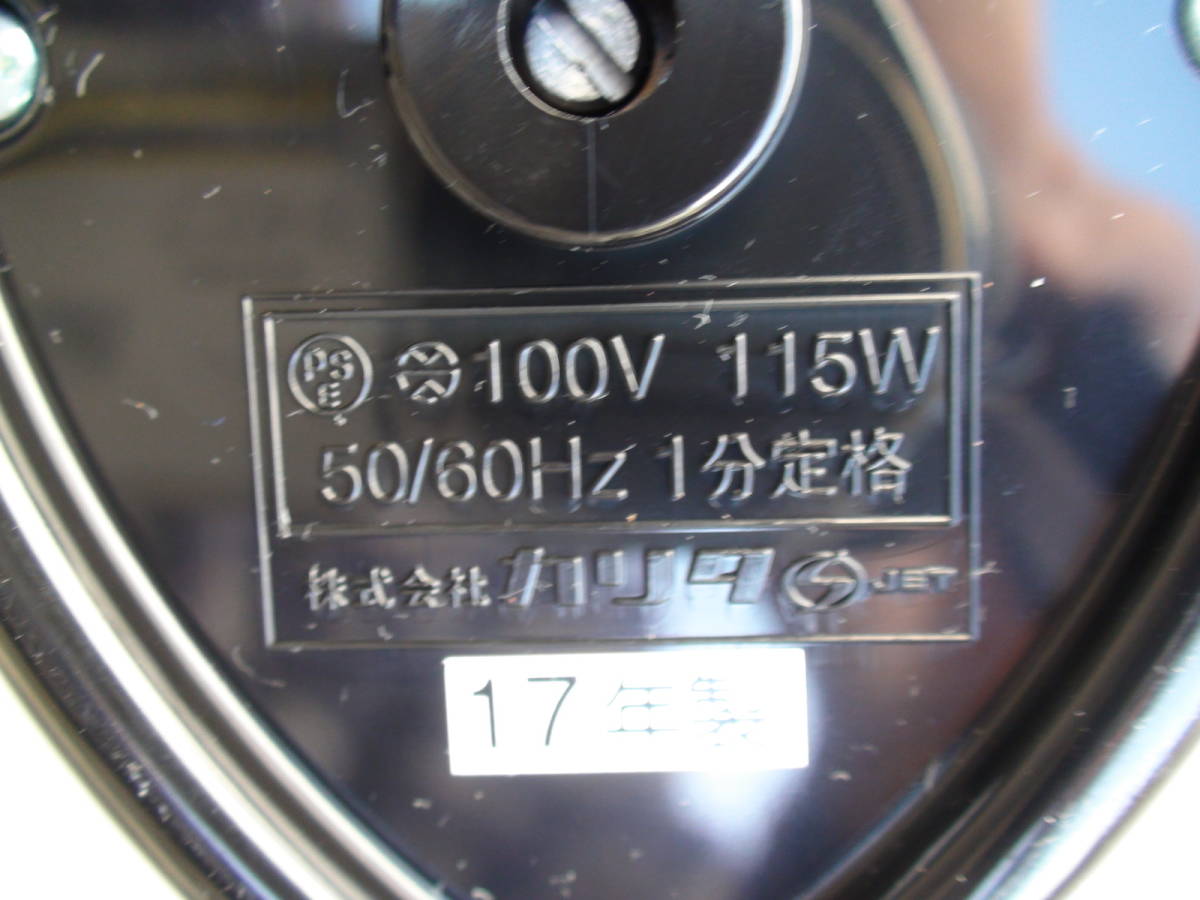 PSE 100V 115W
50/60Hz 1分定格
株式会社 カリタ JET
17年製